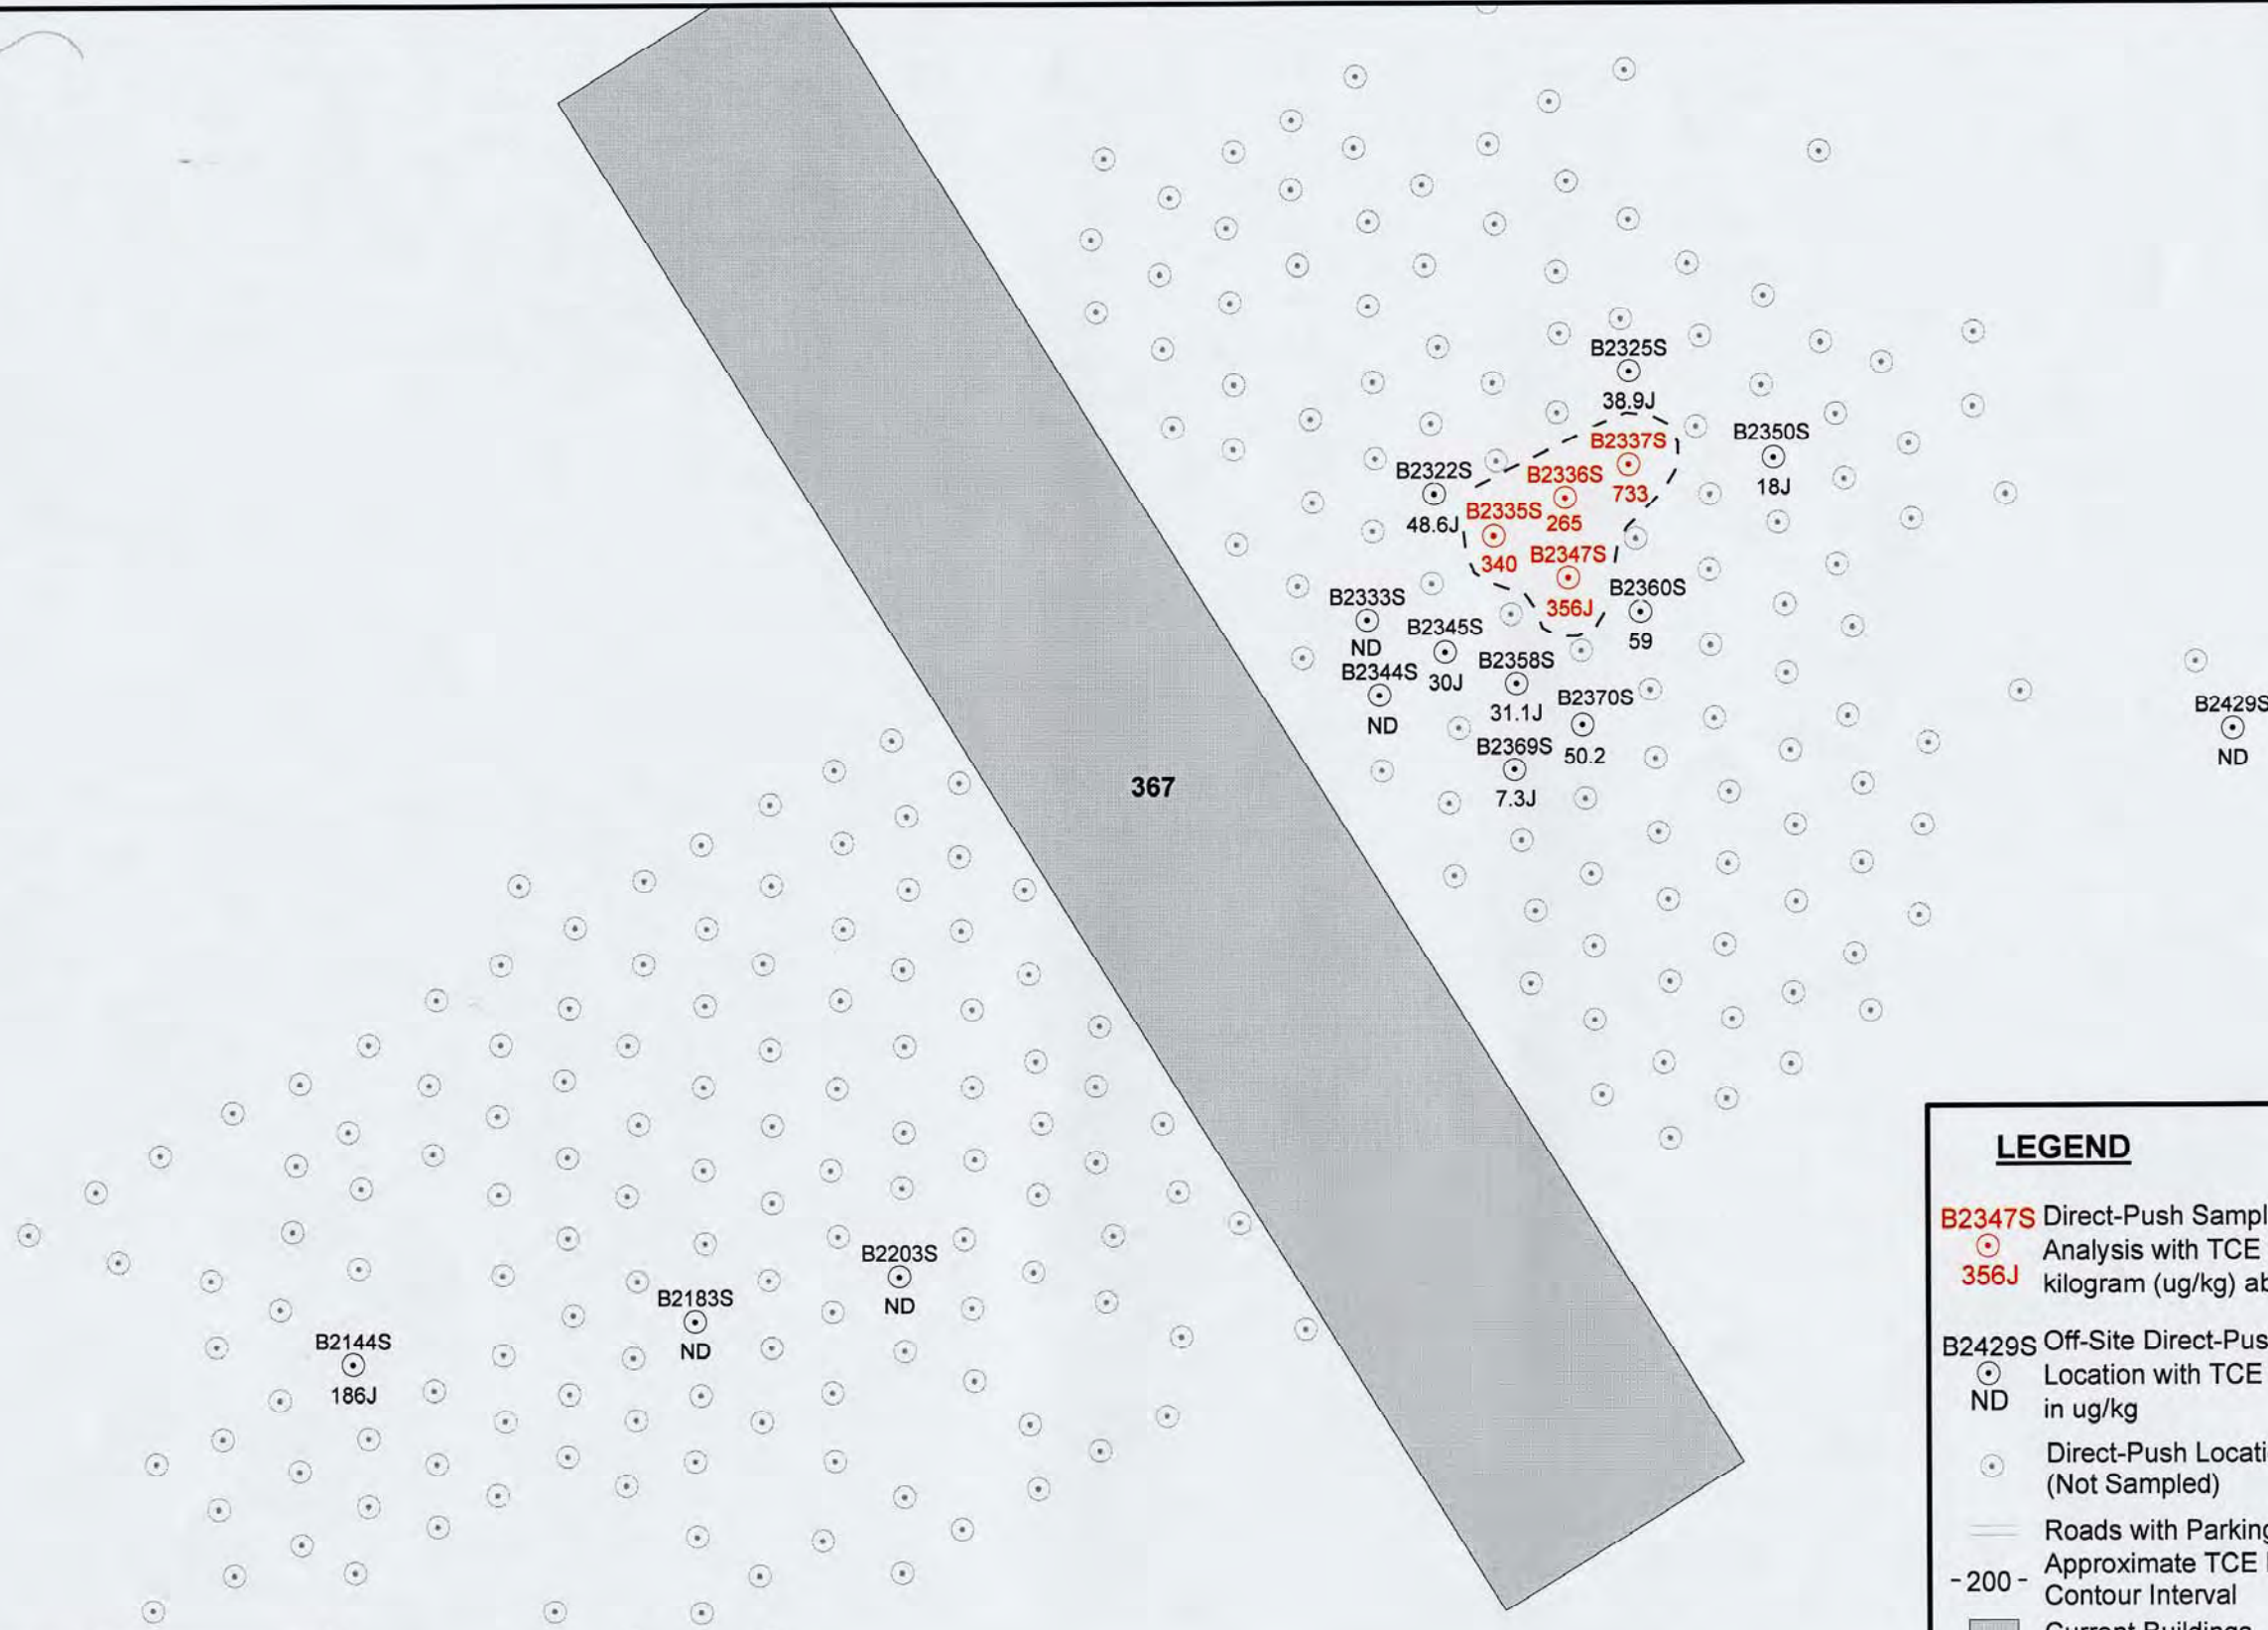 B2325S
38.9J
B2337S
733
B2350S
18J
B2336S
265
B2322S
48.6J
B2335S
340
B2347S
356J
B2360S
59
B2333S
ND
B2345S
30J
B2344S
ND
B2358S
31.1J
B2370S
50.2
B2369S
7.3J
B2429S
ND
367
B2203S
ND
B2183S
ND
B2144S
186J
LEGEND
B2347S Direct-Push Sampl
Analysis with TCE
356J kilogram (ug/kg) ab
B2429S Off-Site Direct-Pus
Location with TCE
ND in ug/kg
Direct-Push Locati
(Not Sampled)
Roads with Parking
Approximate TCE
- 200 - Contour Interval
Current Buildings